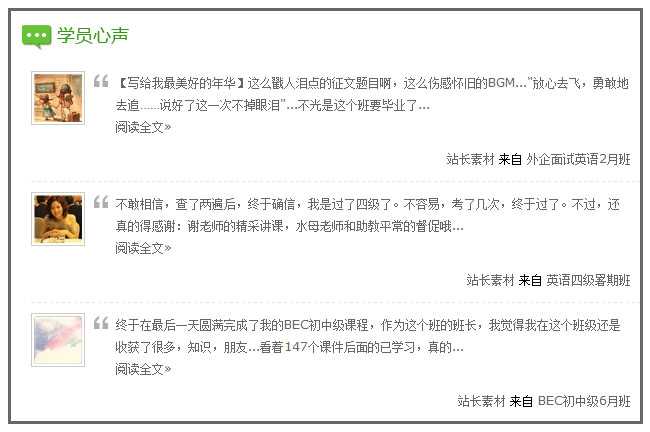 学员心声
【写给我最美好的年华】这么戳人泪点的征文题目啊，这么伤感怀旧的BGM..."放心去飞，勇敢地
去追……说好了这一次不掉眼泪"...不光是这个班要毕业了...
阅读全文»
站长素材 来自 外企面试英语2月班
不敢相信，查了两遍后，终于确信，我是过了四级了。不容易，考了几次，终于过了。不过，还
真的得感谢：谢老师的精采讲课，水母老师和助教平常的督促哦...
阅读全文»
站长素材 来自 英语四级署期班
终于在最后一天圆满完成了我的BEC初中级课程，作为这个班的班长，我觉得我在这个班级还是
收获了很多，知识，朋友...看着147个课件后面的已学习，真的...
阅读全文»
站长素材 来自 BEC初中级6月班